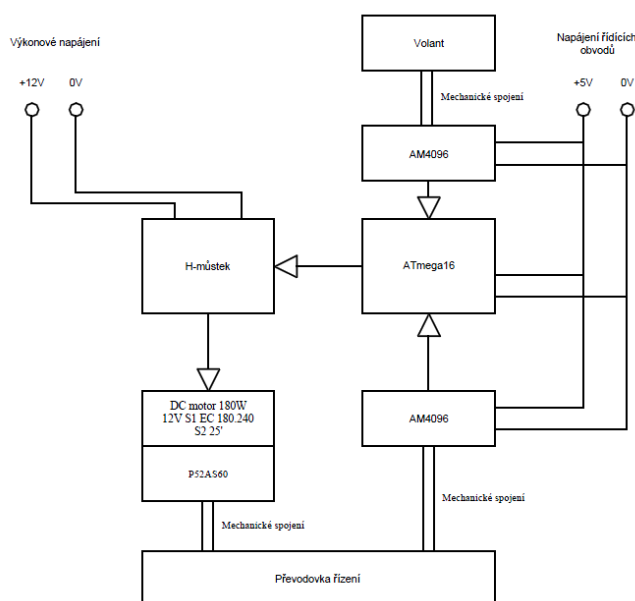 Výkonové napájení
+12V
0V
Volant
Napájení řídících
obvodů
+5V
0V
Mechanické spojení
AM4096
H-můstek
ATmega16
DC motor 180W
12V S1 EC 180.240
S2 25'
P52AS60
AM4096
Mechanické spojení
Mechanické spojení
Převodovka řízení